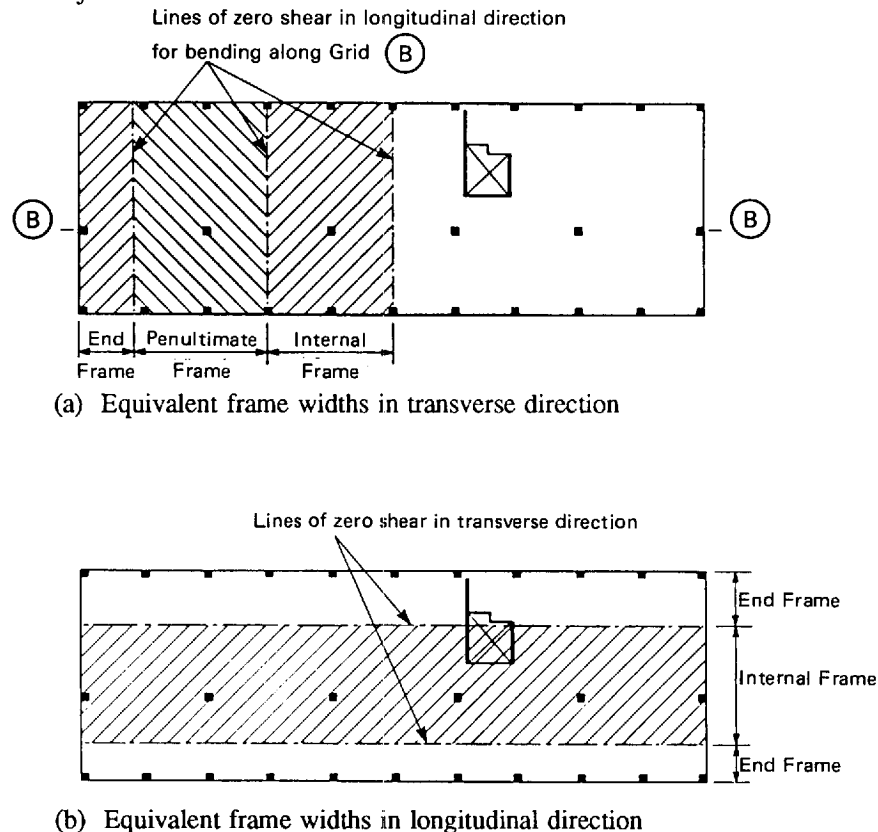 Lines of zero shear in longitudinal direction
for bending along Grid B
B
B
End Penultimate Internal
Frame Frame Frame
(a) Equivalent frame widths in transverse direction
Lines of zero shear in transverse direction
End Frame
Internal Frame
End Frame
(b) Equivalent frame widths in longitudinal direction